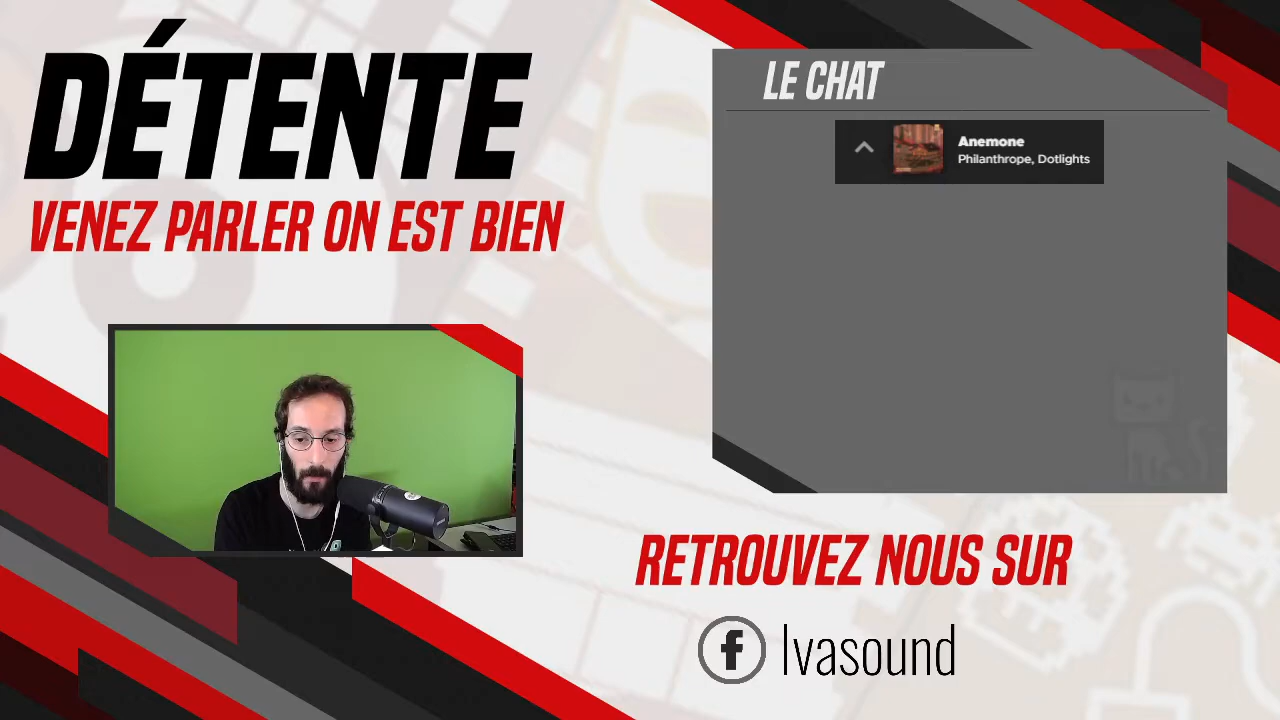 DÉTENTE
VENEZ PARLER ON EST BIEN
LE CHAT
Anemone
Philanthrope, Dotlights
RETROUVEZ NOUS SUR
lvasound